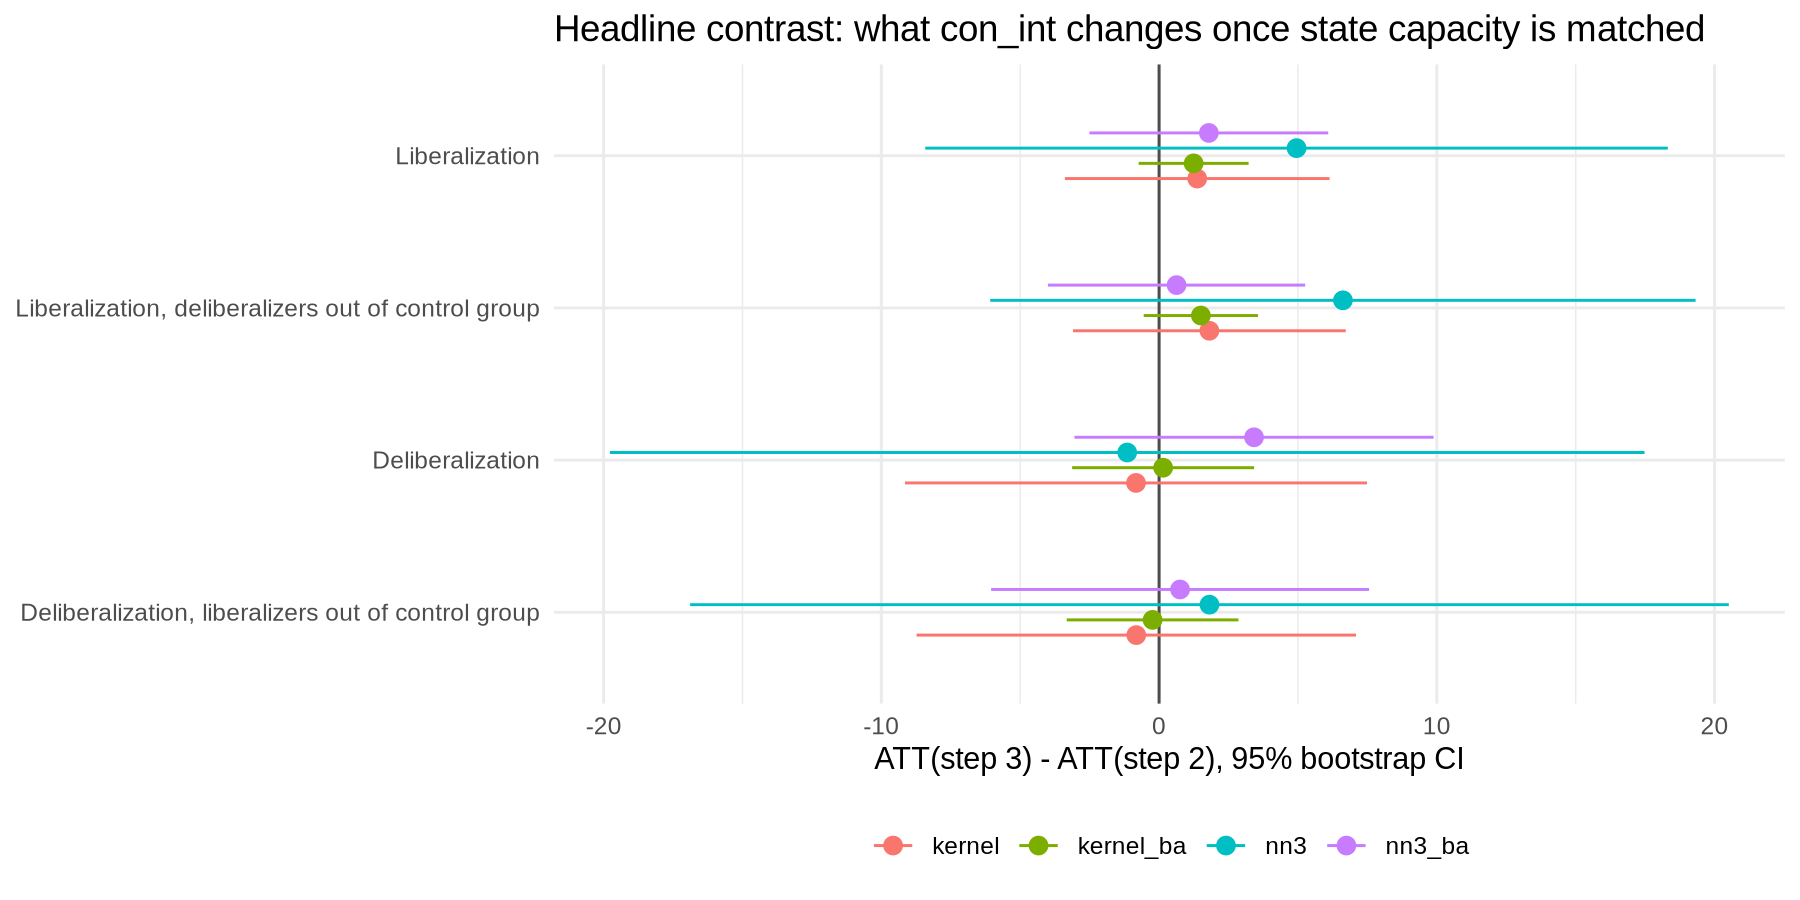 Headline contrast: what con_int changes once state capacity is matched
Liberalization
Liberalization, deliberalizers out of control group
Deliberalization
Deliberalization, liberalizers out of control group
-20 -10 0 10 20
ATT(step 3) - ATT(step 2), 95% bootstrap CI
kernel kernel_ba nn3 nn3_ba